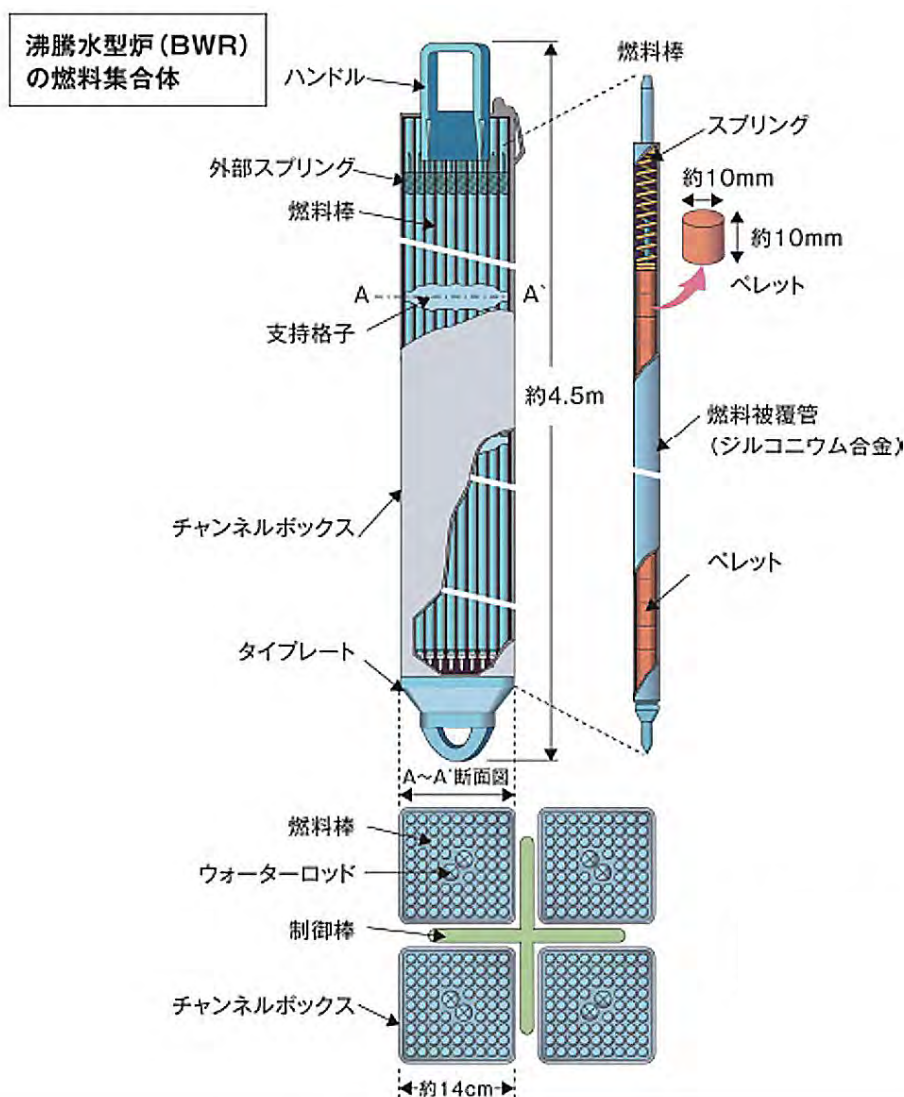 沸騰水型炉(BWR)
の燃料集合体
ハンドル
外部スプリング
燃料棒
A
A`
支持格子
約4.5m
チャンネルボックス
タイプレート
燃料棒
スプリング
約10mm
約10mm
ペレット
燃料被覆管
(ジルコニウム合金)
ペレット
A〜A`断面図
燃料棒
ウォーターロッド
制御棒
チャンネルボックス
約14cm